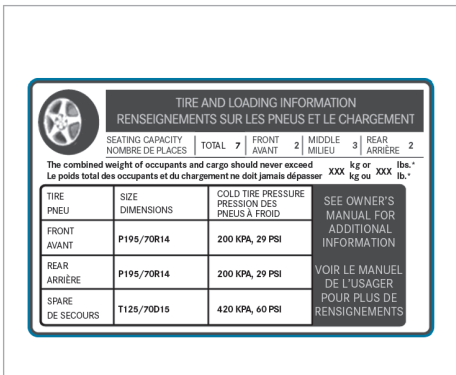 TIRE AND LOADING INFORMATION
RENSEIGNEMENTS SUR LES PNEUS ET LE CHARGEMENT
SEATING CAPACITY
NOMBRE DE PLACES
TOTAL 7
FRONT
AVANT 2
MIDDLE
MILIEU 3
REAR
ARRIÈRE 2
The combined weight of occupants and cargo should never exceed XXX kg or XXX lbs.*
Le poids total des occupants et du chargement ne doit jamais dépasser XXX kg ou XXX lb.*
TIRE
PNEU
SIZE
DIMENSIONS
COLD TIRE PRESSURE
PRESSION DES
PNEUS À FROID
FRONT
AVANT
P195/70R14
200 KPA, 29 PSI
REAR
ARRIÈRE
P195/70R14
200 KPA, 29 PSI
SPARE
DE SECOURS
T125/70D15
420 KPA, 60 PSI
SEE OWNER'S
MANUAL FOR
ADDITIONAL
INFORMATION
VOIR LE MANUEL
DE L'USAGER
POUR PLUS DE
RENSIGNEMENTS